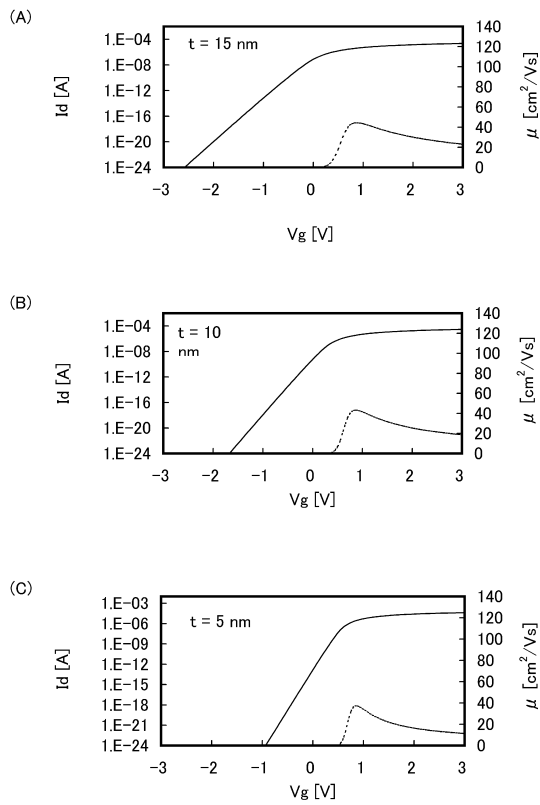 (A)
t = 15 nm
Id [A]
1.E-04
1.E-08
1.E-12
1.E-16
1.E-20
1.E-24
140
120
100
80
60
40
20
0
μ [cm²/Vs]
-3 -2 -1 0 1 2 3
Vg [V]
(B)
t = 10
nm
Id [A]
1.E-04
1.E-08
1.E-12
1.E-16
1.E-20
1.E-24
140
120
100
80
60
40
20
0
μ [cm²/Vs]
-3 -2 -1 0 1 2 3
Vg [V]
(C)
t = 5 nm
Id [A]
1.E-03
1.E-06
1.E-09
1.E-12
1.E-15
1.E-18
1.E-21
1.E-24
140
120
100
80
60
40
20
0
μ [cm²/Vs]
-3 -2 -1 0 1 2 3
Vg [V]